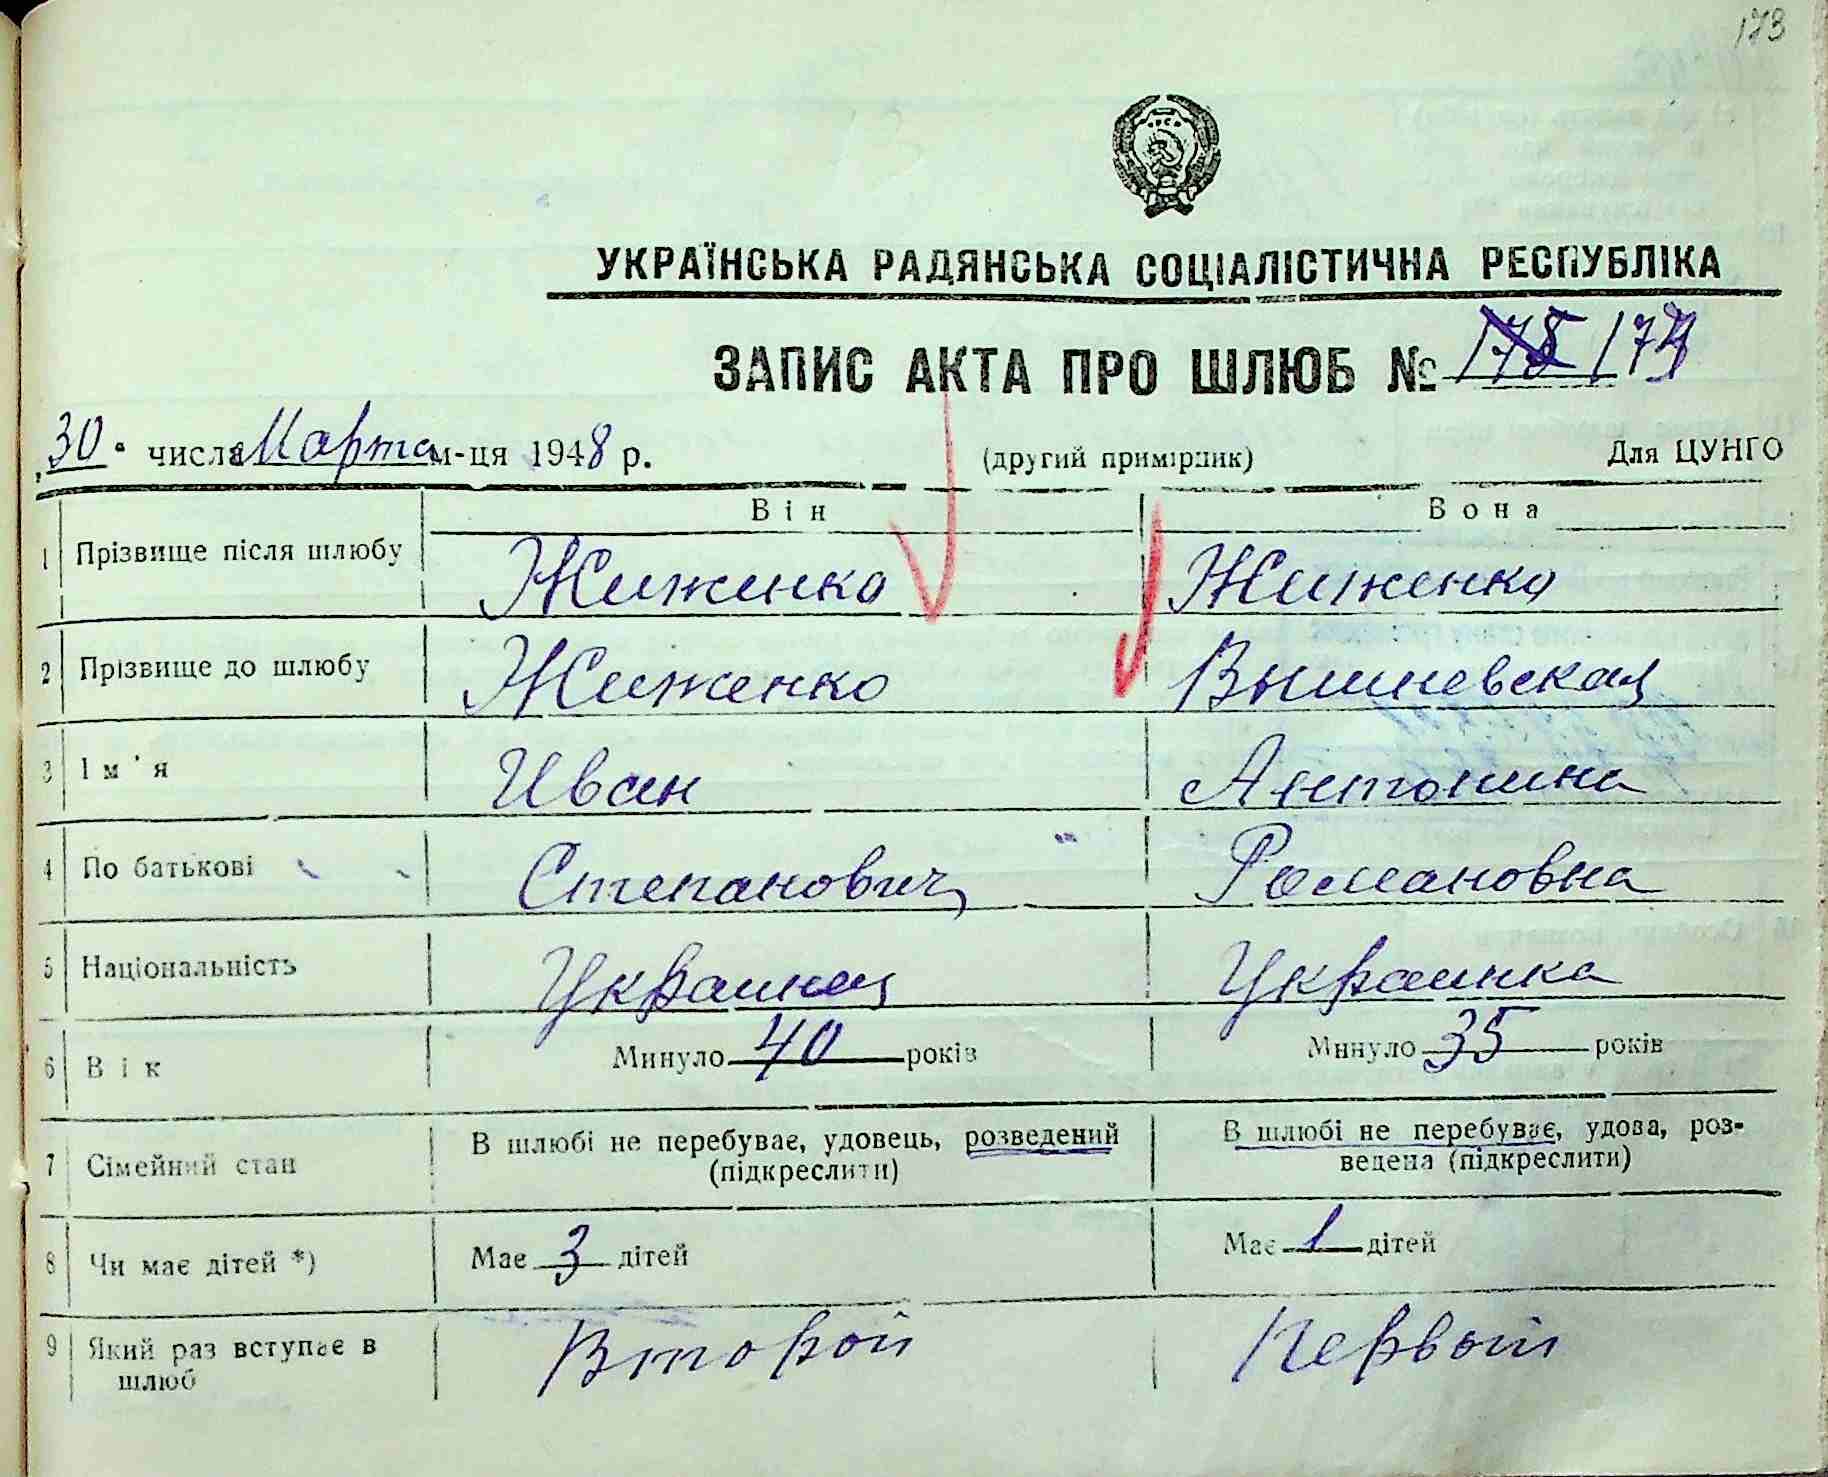 173
УКРАЇНСЬКА РАДЯНСЬКА СОЦІАЛІСТИЧНА РЕСПУБЛІКА
ЗАПИС АКТА ПРО ШЛЮБ №
30 числа Марта м-ця 1948 р. (другий примірник) Для ЦУНГО
Він Вона
1 Прізвище після шлюбу Жиженко Жиженко
2 Прізвище до шлюбу Жиженко Вышневская
3 Ім'я Иван Антонина
4 По батькові Степанович Романовна
5 Національність Украинец Украинка
6 Вік Минуло 40 років Минуло 35 років
7 Сімейний стан В шлюбі не перебуває, удовець, розведений (підкреслити) В шлюбі не перебуває, удова, роз-
ведена (підкреслити)
8 Чи має дітей *) Має 3 дітей Має 1 дітей
9 Який раз вступає в шлюб Второй Первый